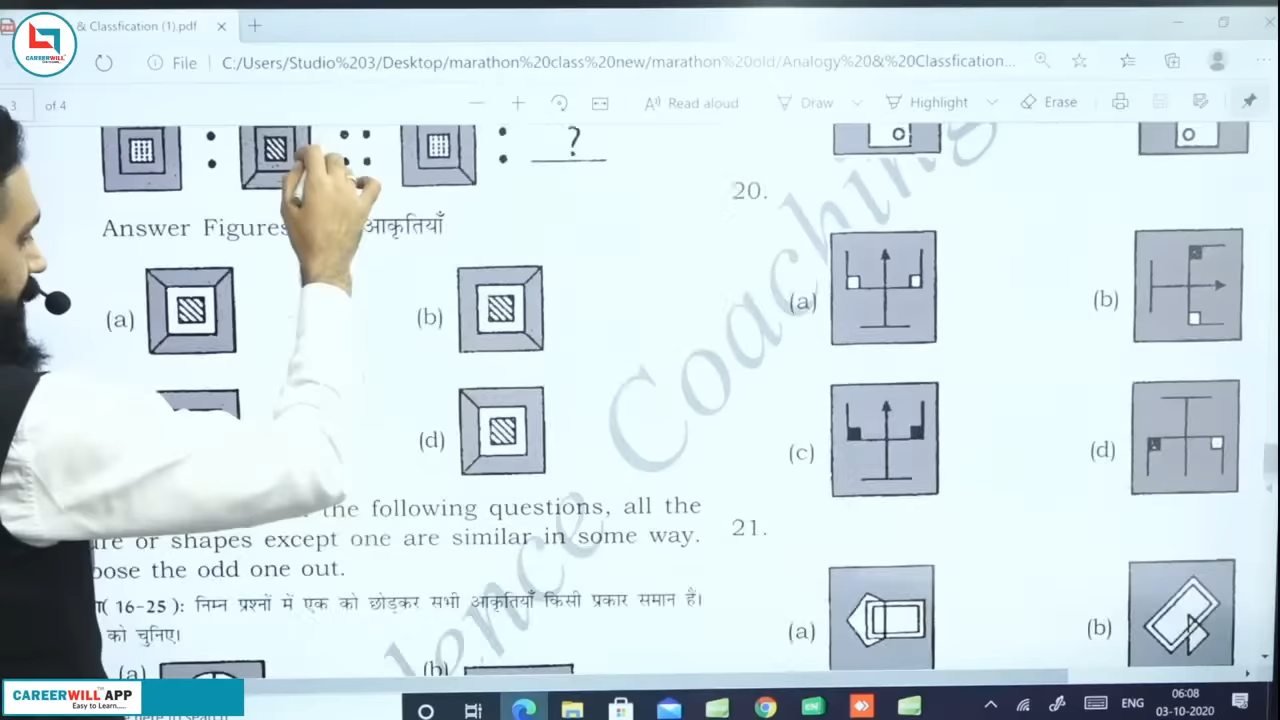 & Classfication (1).pdf
CAREERWILL
File
C:/Users/Studio%203/Desktop/marathon%20class%20new/marathon%20old/Analogy%20&%20Classfication...
3 of 4
Read aloud
Draw
Highlight
Erase
: :: : ?
Answer Figures आकृतियाँ
(a)
(b)
(d)
the following questions, all the
or shapes except one are similar in some way.
the odd one out.
( 16-25 ): निम्न प्रश्नों में एक को छोड़कर सभी आकृतियाँ किसी प्रकार समान हैं।
को चुनिए।
(a)
(b)
20.
(a)
(b)
(c)
(d)
21.
(a)
(b)
Coaching
CAREERWILL APP
Easy to Learn.....
ENG
06:08
03-10-2020